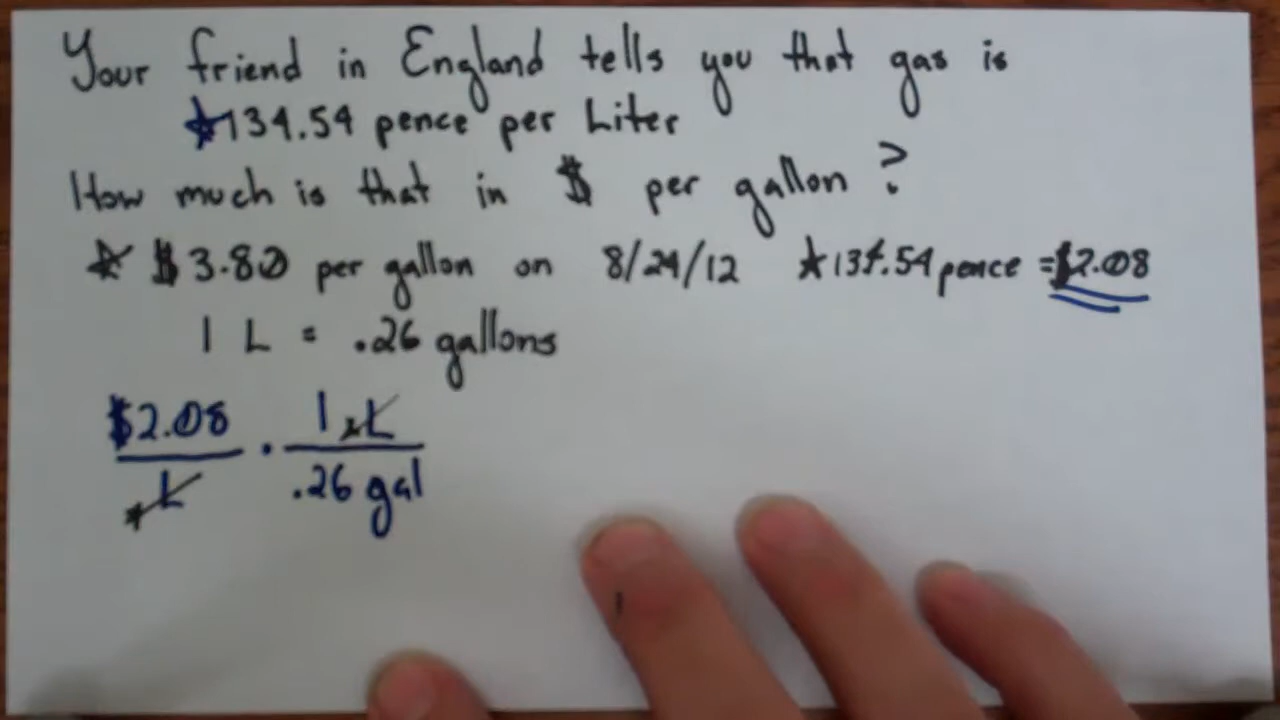 Your friend in England tells you that gas is
★134.54 pence per Liter
How much is that in $ per gallon?
★ $3.80 per gallon on 8/24/12 ★134.54 pence = $2.08
1 L = .26 gallons
$2.08 / L · 1 L / .26 gal